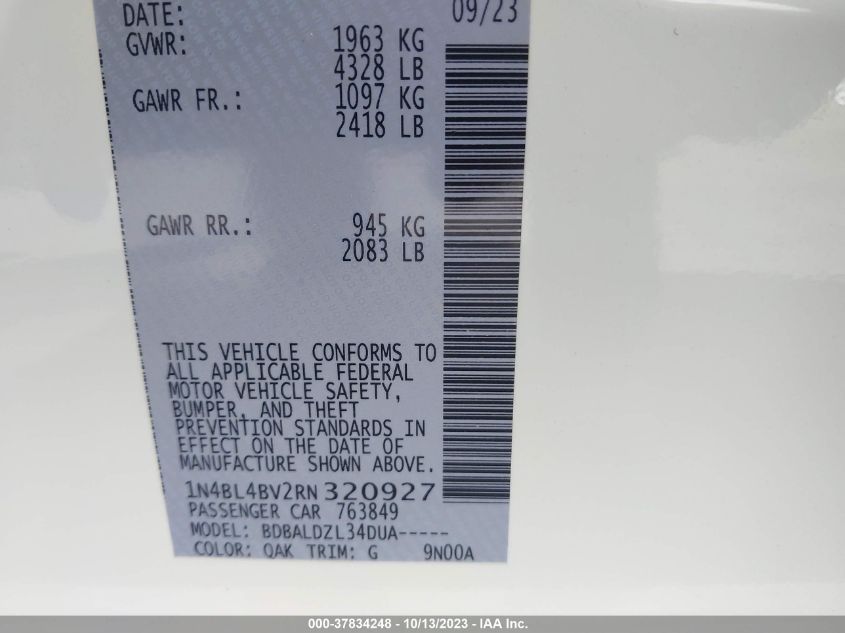 DATE: 09/23
GVWR: 1963 KG
4328 LB
GAWR FR.: 1097 KG
2418 LB
GAWR RR.: 945 KG
2083 LB
THIS VEHICLE CONFORMS TO
ALL APPLICABLE FEDERAL
MOTOR VEHICLE SAFETY,
BUMPER, AND THEFT
PREVENTION STANDARDS IN
EFFECT ON THE DATE OF
MANUFACTURE SHOWN ABOVE.
1N4BL4BV2RN320927
PASSENGER CAR 763849
MODEL: BDBALDZL34DUA-----
COLOR: QAK TRIM: G 9N00A
000-37834248 - 10/13/2023 - IAA Inc.